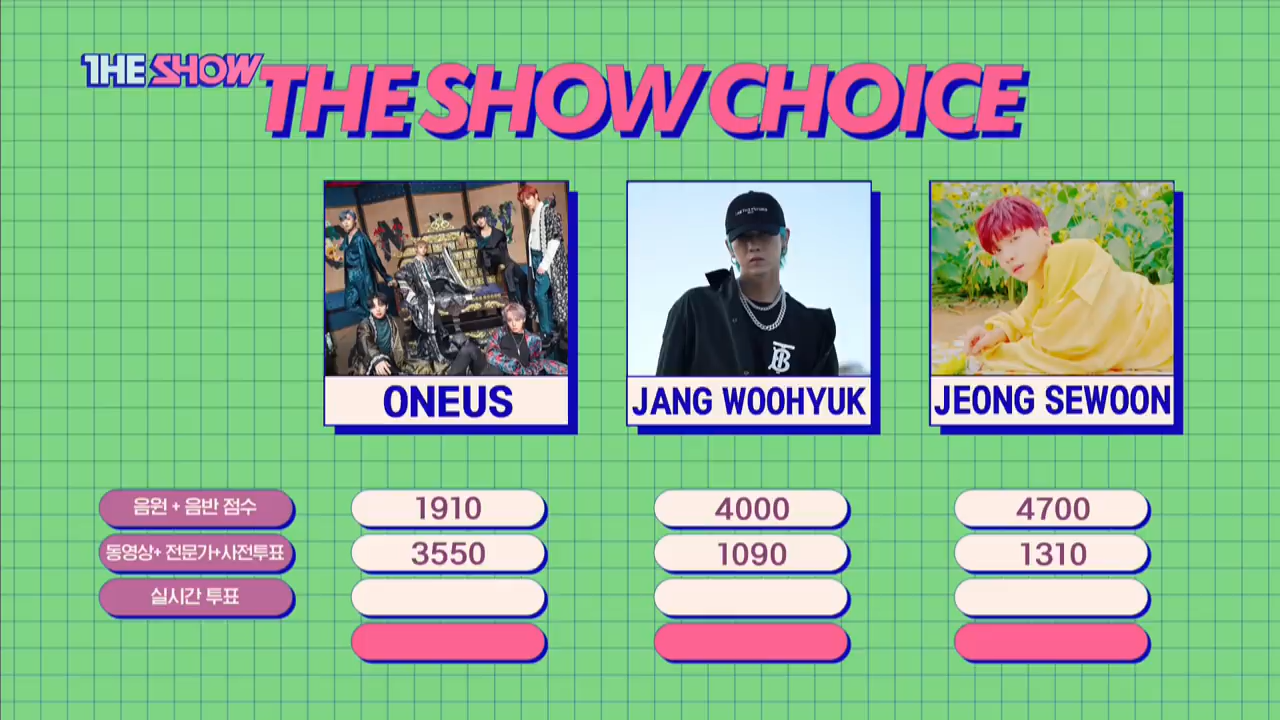 THE SHOW
THE SHOW CHOICE
ONEUS
JANG WOOHYUK
JEONG SEWOON
음원 + 음반 점수
1910
4000
4700
동영상+ 전문가+사전투표
3550
1090
1310
실시간 투표